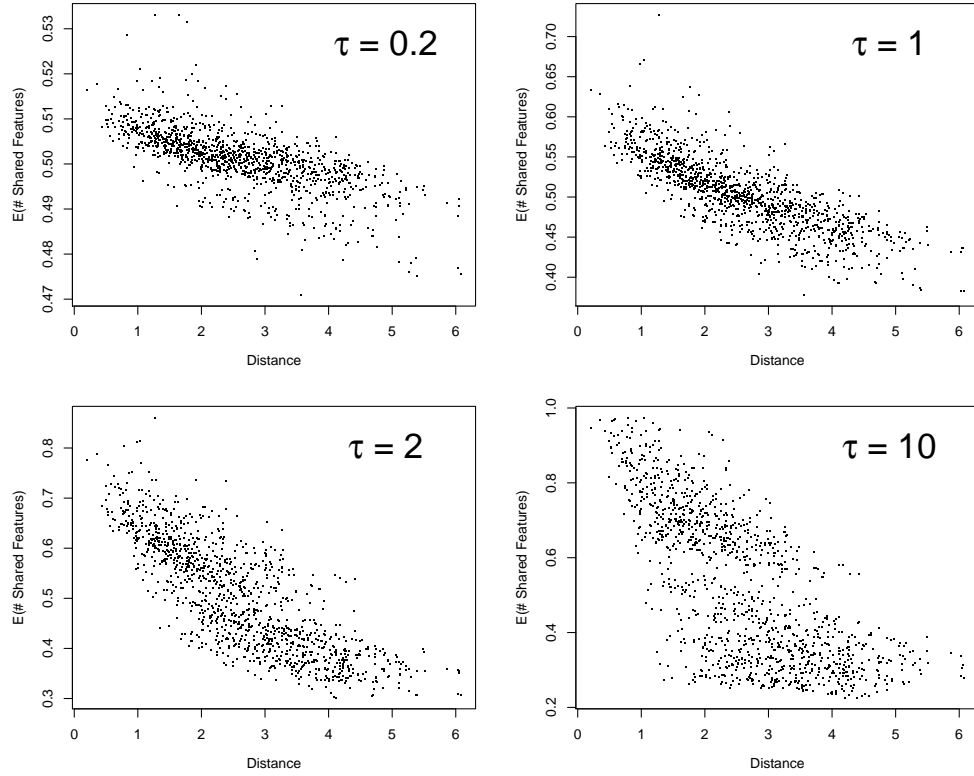 τ = 0.2
E(# Shared Features)
0.53
0.52
0.51
0.50
0.49
0.48
0.47
0 1 2 3 4 5 6
Distance
τ = 1
E(# Shared Features)
0.70
0.65
0.60
0.55
0.50
0.45
0.40
0 1 2 3 4 5 6
Distance
τ = 2
E(# Shared Features)
0.8
0.7
0.6
0.5
0.4
0.3
0 1 2 3 4 5 6
Distance
τ = 10
E(# Shared Features)
1.0
0.8
0.6
0.4
0.2
0 1 2 3 4 5 6
Distance